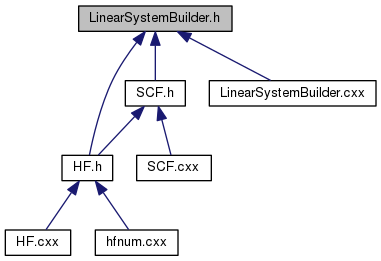 LinearSystemBuilder.h
SCF.h
LinearSystemBuilder.cxx
HF.h
SCF.cxx
HF.cxx
hfnum.cxx